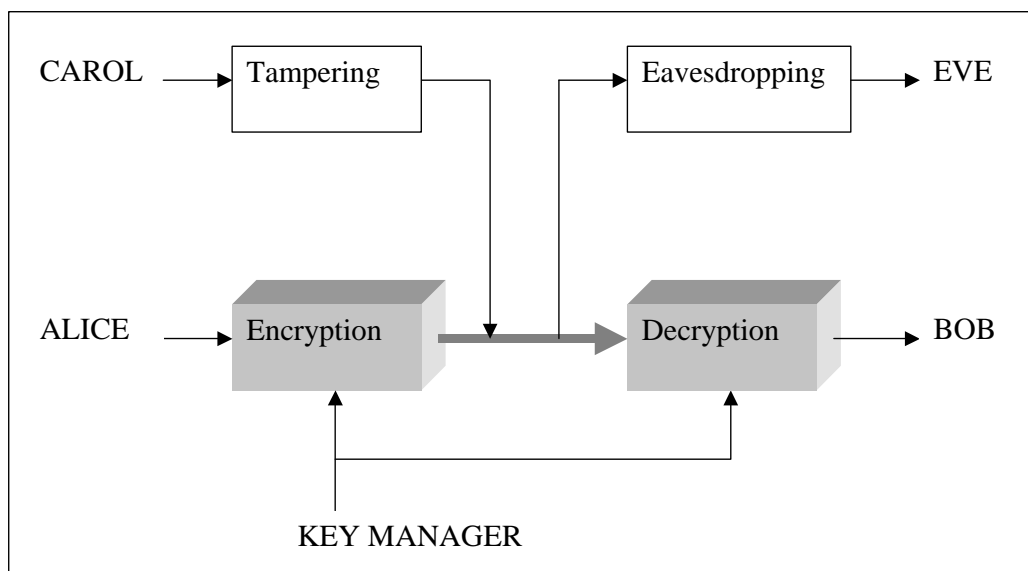 CAROL
Tampering
Eavesdropping
EVE
ALICE
Encryption
Decryption
BOB
KEY MANAGER